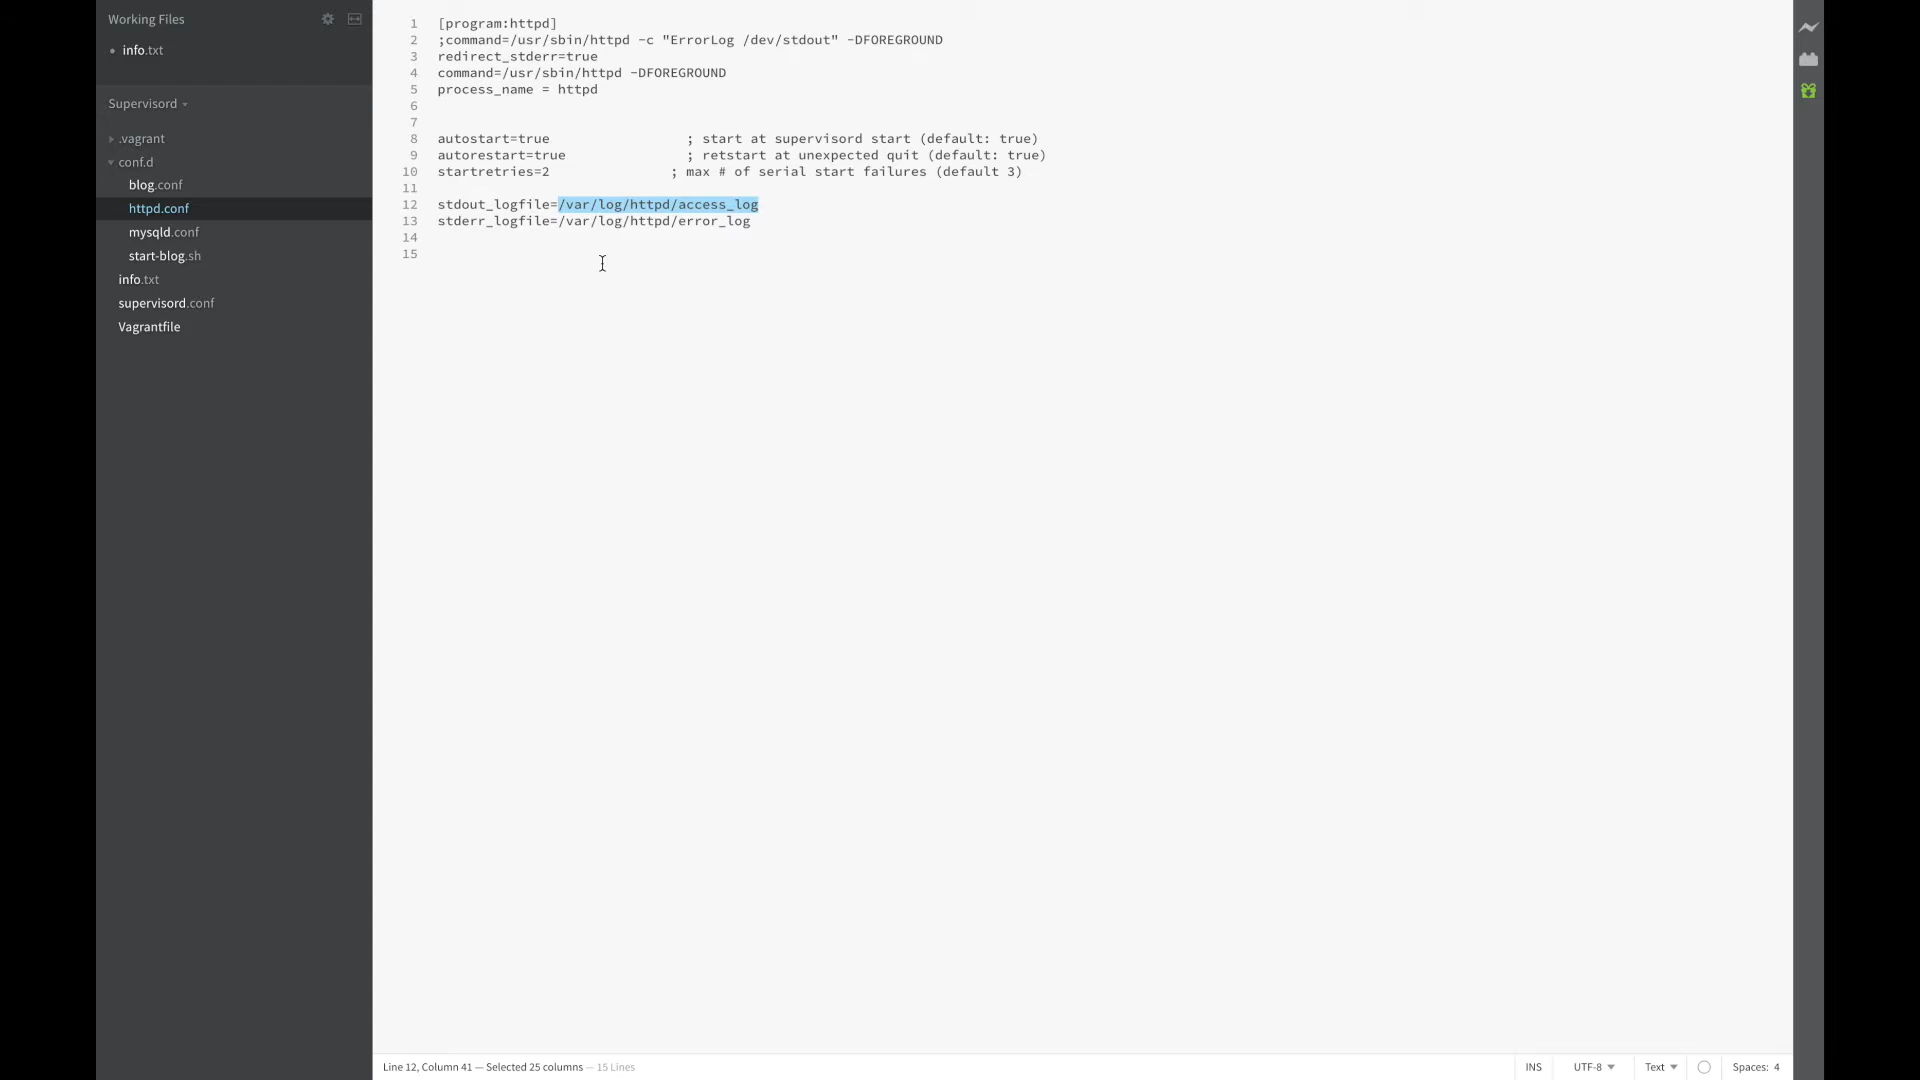 Working Files
info.txt
Supervisord
.vagrant
conf.d
blog.conf
httpd.conf
mysqld.conf
start-blog.sh
info.txt
supervisord.conf
Vagrantfile
1 [program:httpd]
2 ;command=/usr/sbin/httpd -c "ErrorLog /dev/stdout" -DFOREGROUND
3 redirect_stderr=true
4 command=/usr/sbin/httpd -DFOREGROUND
5 process_name = httpd
6
7
8 autostart=true ; start at supervisord start (default: true)
9 autorestart=true ; retstart at unexpected quit (default: true)
10 startretries=2 ; max # of serial start failures (default 3)
11
12 stdout_logfile=/var/log/httpd/access_log
13 stderr_logfile=/var/log/httpd/error_log
14
15
Line 12, Column 41 — Selected 25 columns — 15 Lines INS UTF-8 Text Spaces: 4